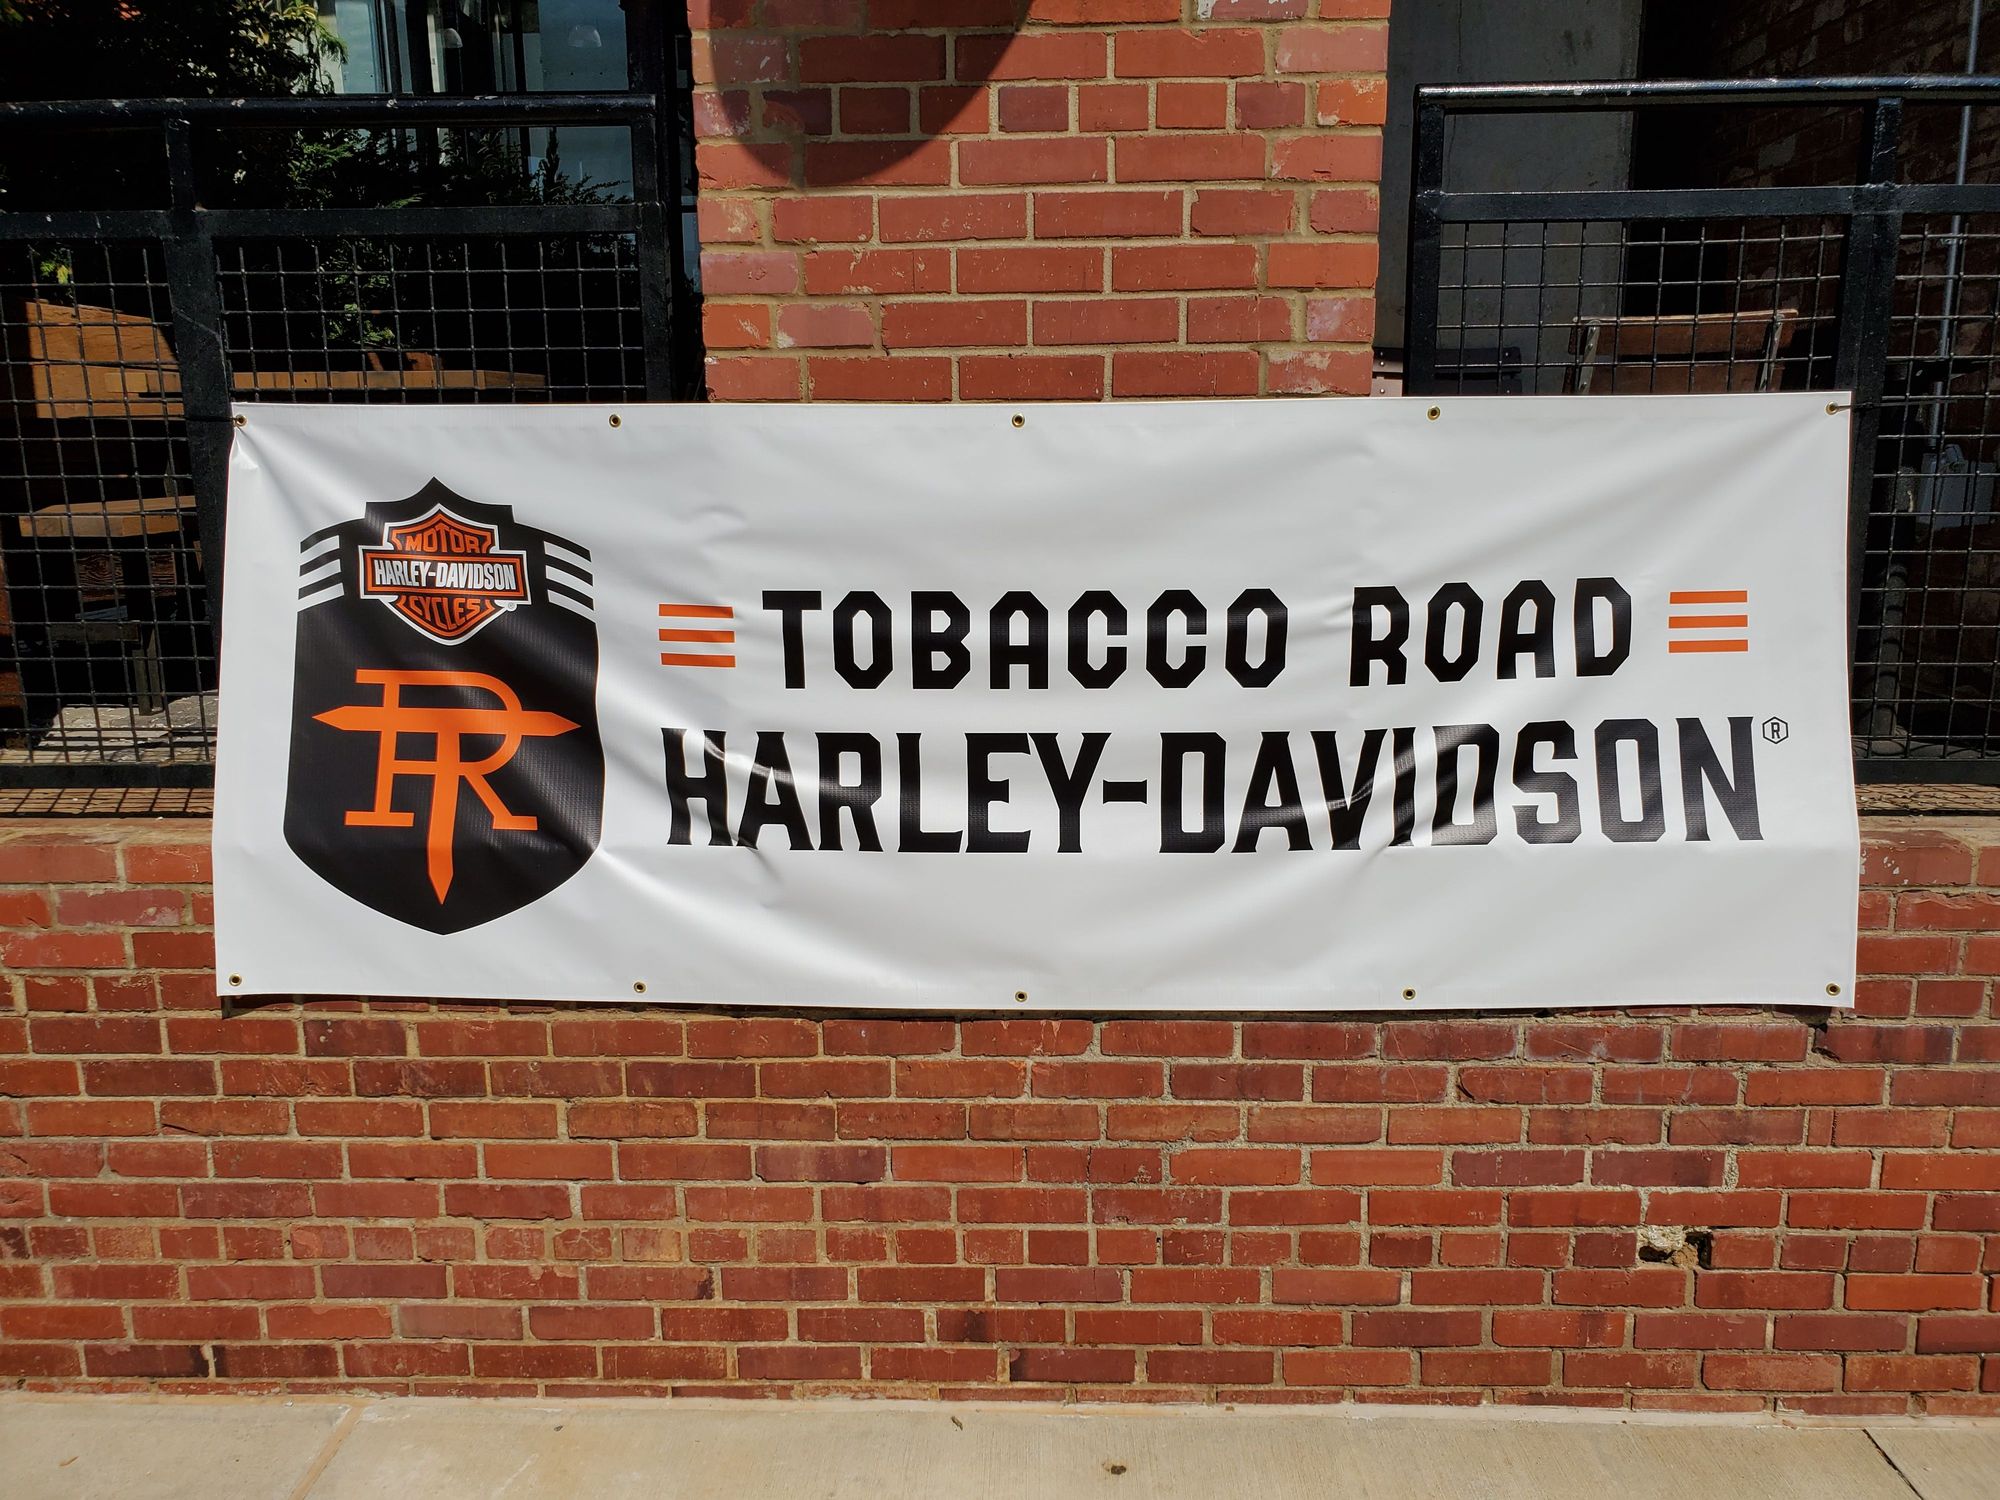 MOTOR
HARLEY-DAVIDSON
CYCLES
TR
TOBACCO ROAD
HARLEY-DAVIDSON®